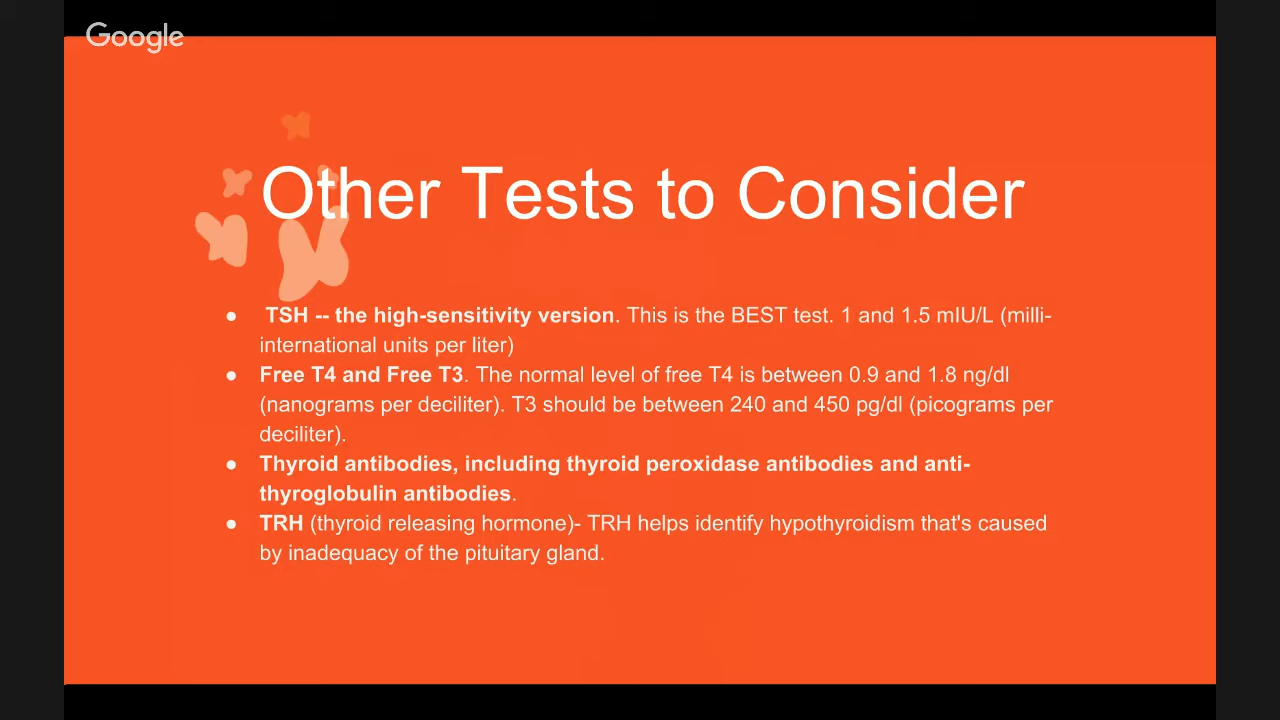 Google
Other Tests to Consider
● TSH -- the high-sensitivity version. This is the BEST test. 1 and 1.5 mIU/L (milli-
international units per liter)
● Free T4 and Free T3. The normal level of free T4 is between 0.9 and 1.8 ng/dl
(nanograms per deciliter). T3 should be between 240 and 450 pg/dl (picograms per
deciliter).
● Thyroid antibodies, including thyroid peroxidase antibodies and anti-
thyroglobulin antibodies.
● TRH (thyroid releasing hormone)- TRH helps identify hypothyroidism that's caused
by inadequacy of the pituitary gland.